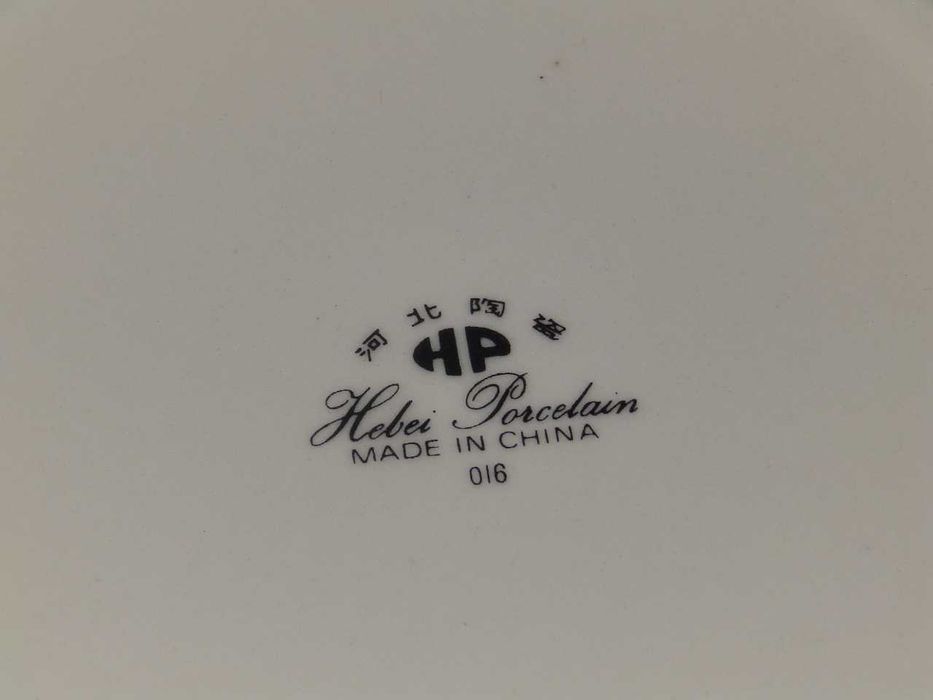 河北陶瓷
HP
Hebei Porcelain
MADE IN CHINA
016